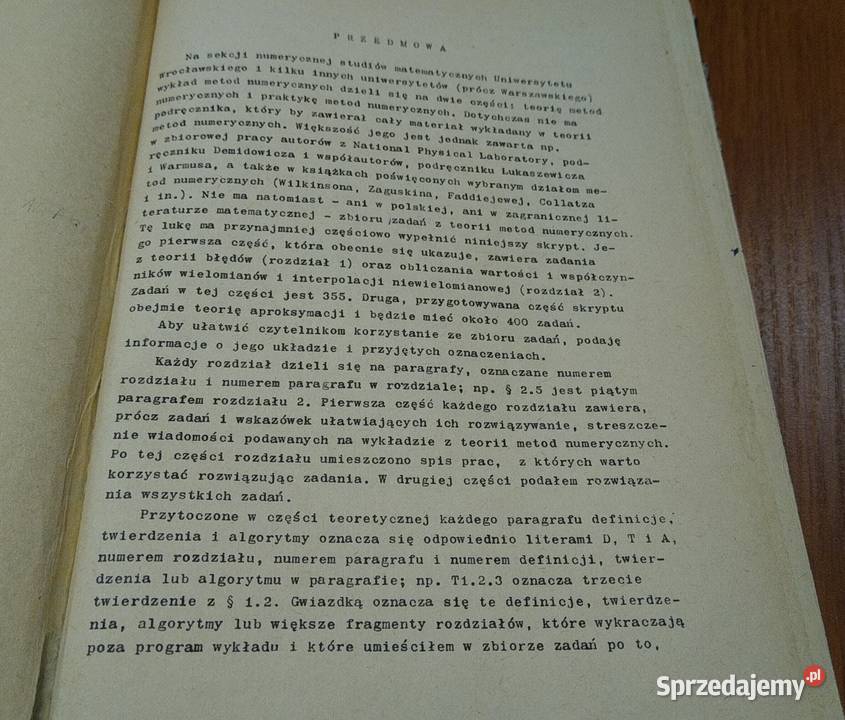 PRZEDMOWA
Na sekcji numerycznej studiów matematycznych Uniwersytetu
Wrocławskiego i kilku innych uniwersytetów (prócz Warszawskiego)
wykład metod numerycznych dzieli się na dwie części: teorię metod
numerycznych i praktykę metod numerycznych. Dotychczas nie ma
podręcznika, który by zawierał cały materiał wykładany w teorii
metod numerycznych. Większość jego jest jednak zawarta np.
w zbiorowej pracy autorów z National Physical Laboratory, pod-
ręczniku Demidowicza i współautorów, podręczniku Łukaszewicza
i Warmusa, a także w książkach poświęconych wybranym działom me-
tod numerycznych (Wilkinsona, Zaguskina, Faddiejewej, Collatza
i in.). Nie ma natomiast - ani w polskiej, ani w zagranicznej li-
teraturze matematycznej - zbioru zadań z teorii metod numerycznych.
Tę lukę ma przynajmniej częściowo wypełnić niniejszy skrypt. Je-
go pierwsza część, która obecnie się ukazuje, zawiera zadania
z teorii błędów (rozdział 1) oraz obliczania wartości i współczyn-
ników wielomianów i interpolacji niewielomianowej (rozdział 2).
Zadań w tej części jest 355. Druga, przygotowywana część skryptu
obejmie teorię aproksymacji i będzie mieć około 400 zadań.
Aby ułatwić czytelnikom korzystanie ze zbioru zadań, podaję
informacje o jego układzie i przyjętych oznaczeniach.
Każdy rozdział dzieli się na paragrafy, oznaczane numerem
rozdziału i numerem paragrafu w rozdziale; np. § 2.5 jest piątym
paragrafem rozdziału 2. Pierwsza część każdego rozdziału zawiera,
prócz zadań i wskazówek ułatwiających ich rozwiązywanie, streszcze-
nie wiadomości podawanych na wykładzie z teorii metod numerycznych.
Po tej części rozdziału umieszczono spis prac, z których warto
korzystać rozwiązując zadania. W drugiej części podałem rozwiąza-
nia wszystkich zadań.
Przytoczone w części teoretycznej każdego paragrafu definicje,
twierdzenia i algorytmy oznacza się odpowiednio literami D, T i A,
numerem rozdziału, numerem paragrafu i numerem definicji, twier-
dzenia lub algorytmu w paragrafie; np. T1.2.3 oznacza trzecie
twierdzenie z § 1.2. Gwiazdką oznacza się te definicje, twierdze-
nia, algorytmy lub większe fragmenty rozdziałów, które wykraczają
poza program wykładu i które umieściłem w zbiorze zadań po to,
Sprzedajemy.pl